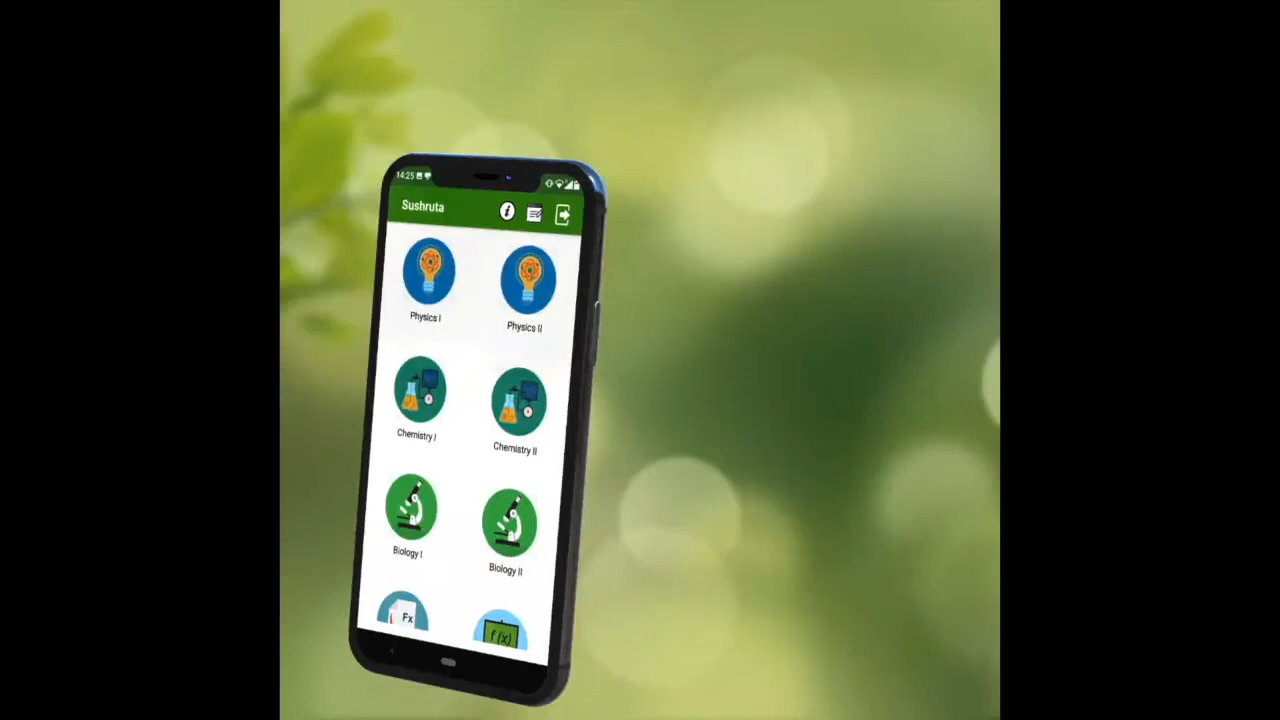 14:25
Sushruta
Physics I
Physics II
Chemistry I
Chemistry II
Biology I
Biology II
Fx
f(x)